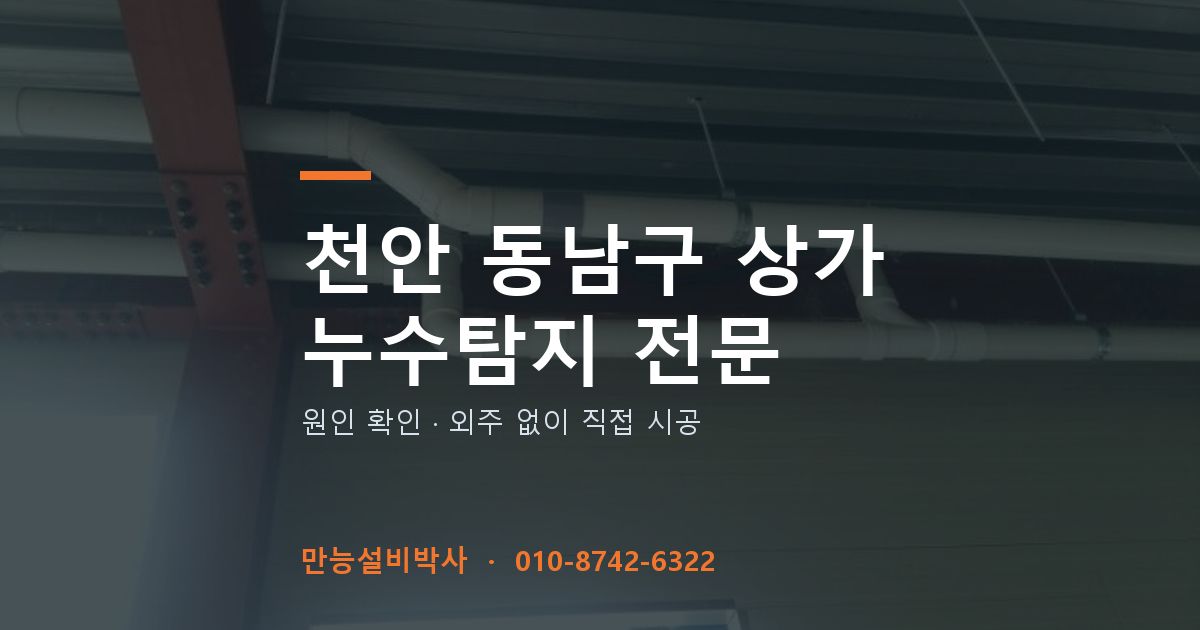 천안 동남구 상가
누수탐지 전문
원인 확인 · 외주 없이 직접 시공
만능설비박사 · 010-8742-6322